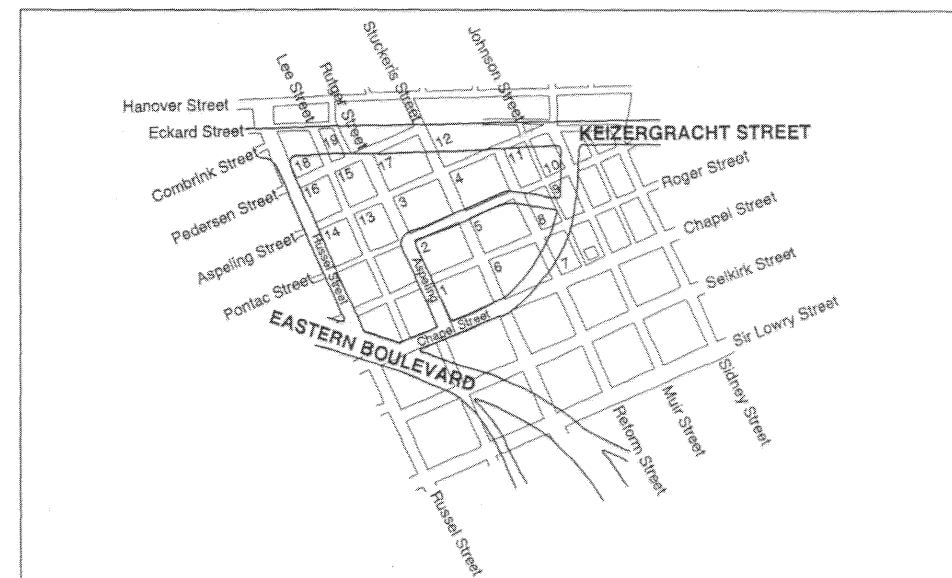 Lee Street
Rutger Street
Stuckeris Street
Johnson Street
Hanover Street
Eckard Street
KEIZERGRACHT STREET
Combrink Street
Pedersen Street
Aspeling Street
Pontac Street
Roger Street
Chapel Street
Selkirk Street
Sir Lowry Street
18
19
17
12
11
10
16
15
4
9
14
13
3
8
2
5
7
1
6
Russel Street
Aspeling
Chapel Street
EASTERN BOULEVARD
Russel Street
Reform Street
Muir Street
Sidney Street